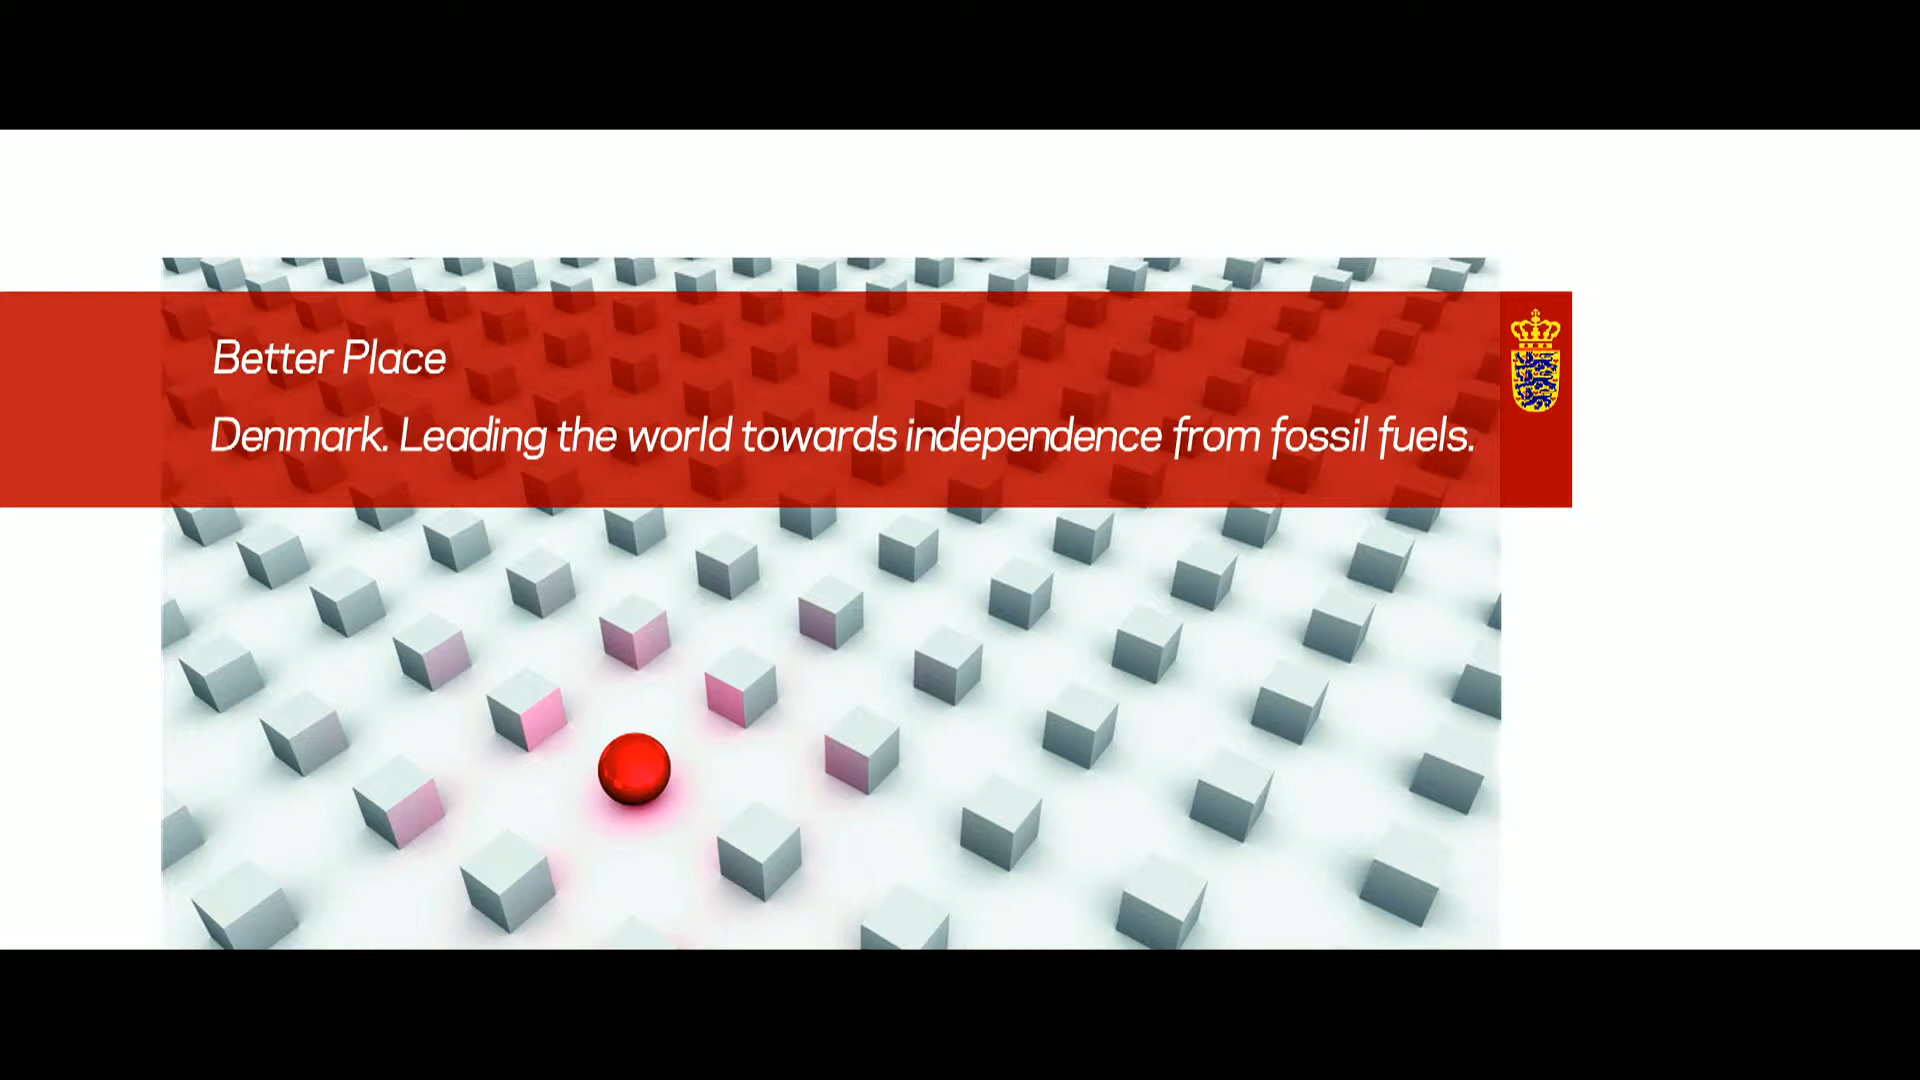 Better Place
Denmark. Leading the world towards independence from fossil fuels.